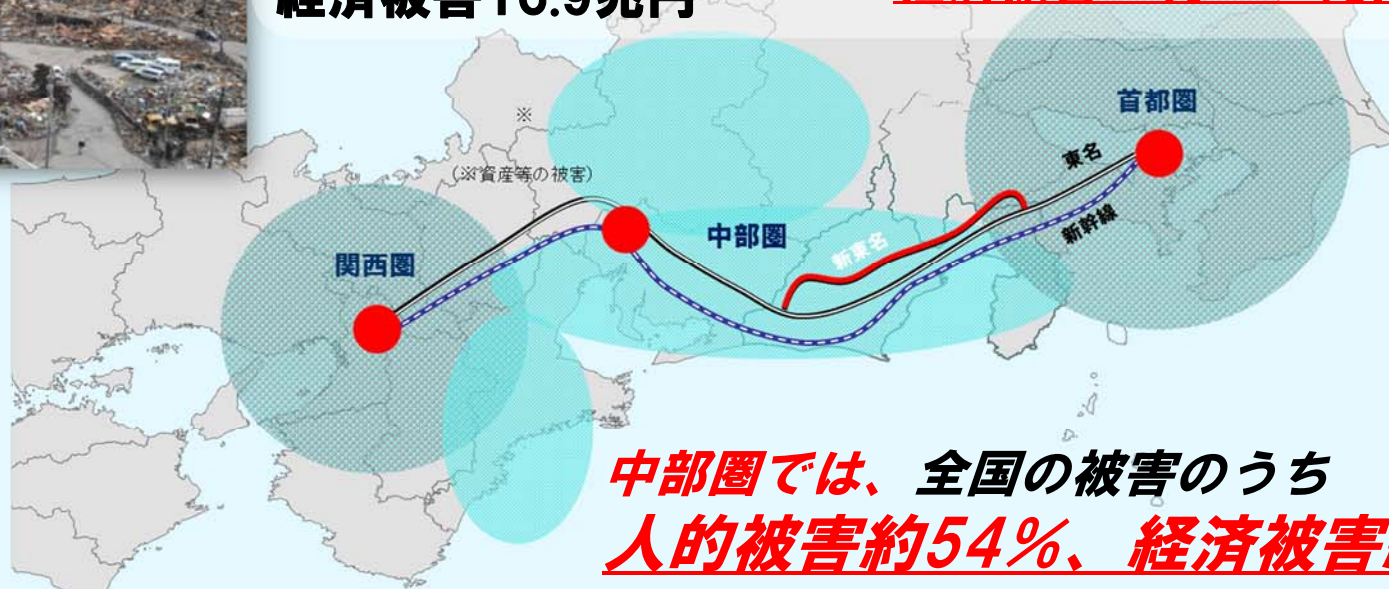 経済被害16.9兆円
※
(※資産等の被害)
首都圏
東名
新幹線
中部圏
新東名
関西圏
中部圏では、全国の被害のうち
人的被害約54%、経済被害